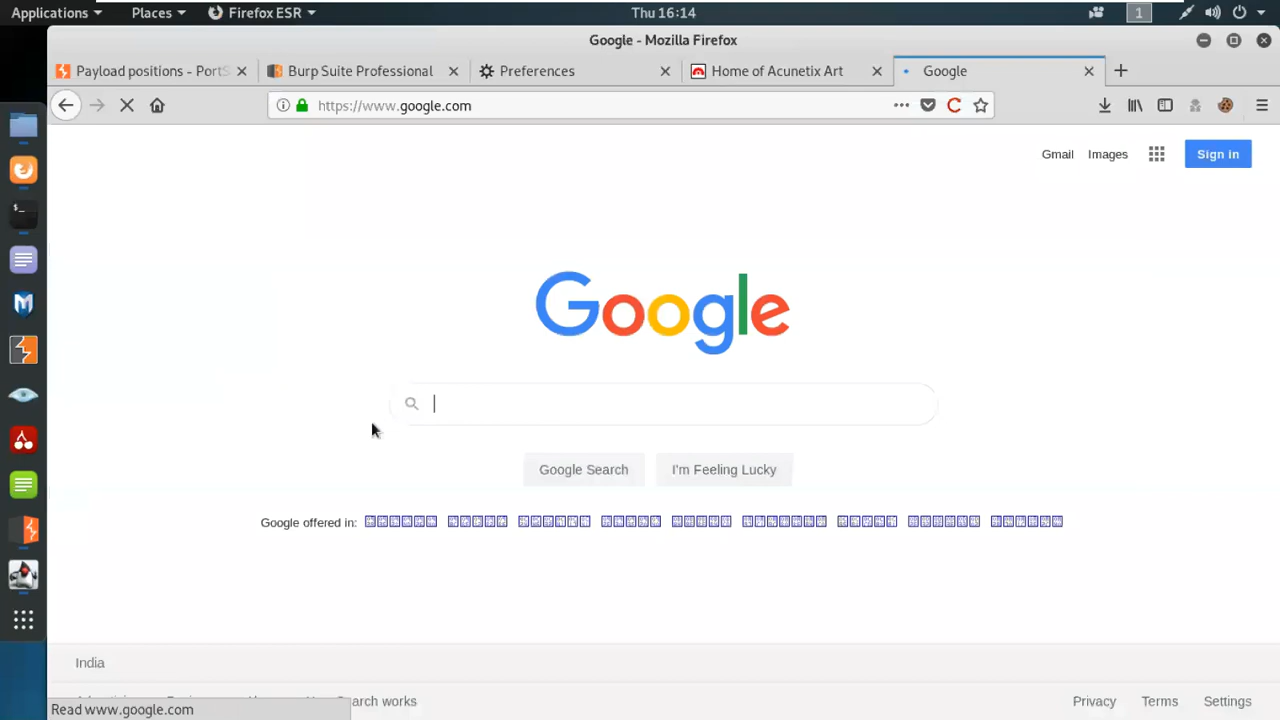 Applications Places Firefox ESR Thu 16:14 1
Google - Mozilla Firefox
Payload positions - PortS Burp Suite Professional Preferences Home of Acunetix Art Google
https://www.google.com
Gmail Images Sign in
Google
Google Search I'm Feeling Lucky
Google offered in:
India
Search works Privacy Terms Settings
Read www.google.com